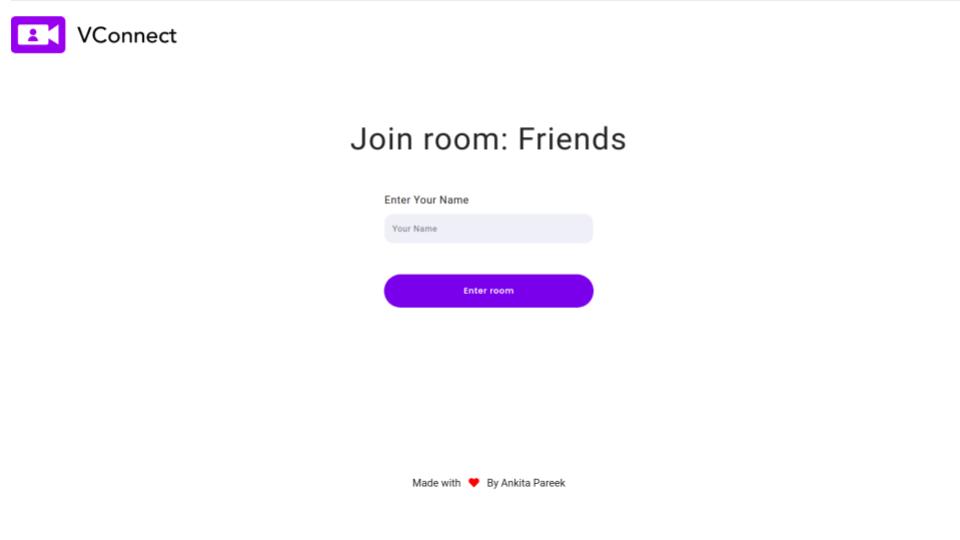 VConnect
Join room: Friends
Enter Your Name
Your Name
Enter room
Made with ❤ By Ankita Pareek